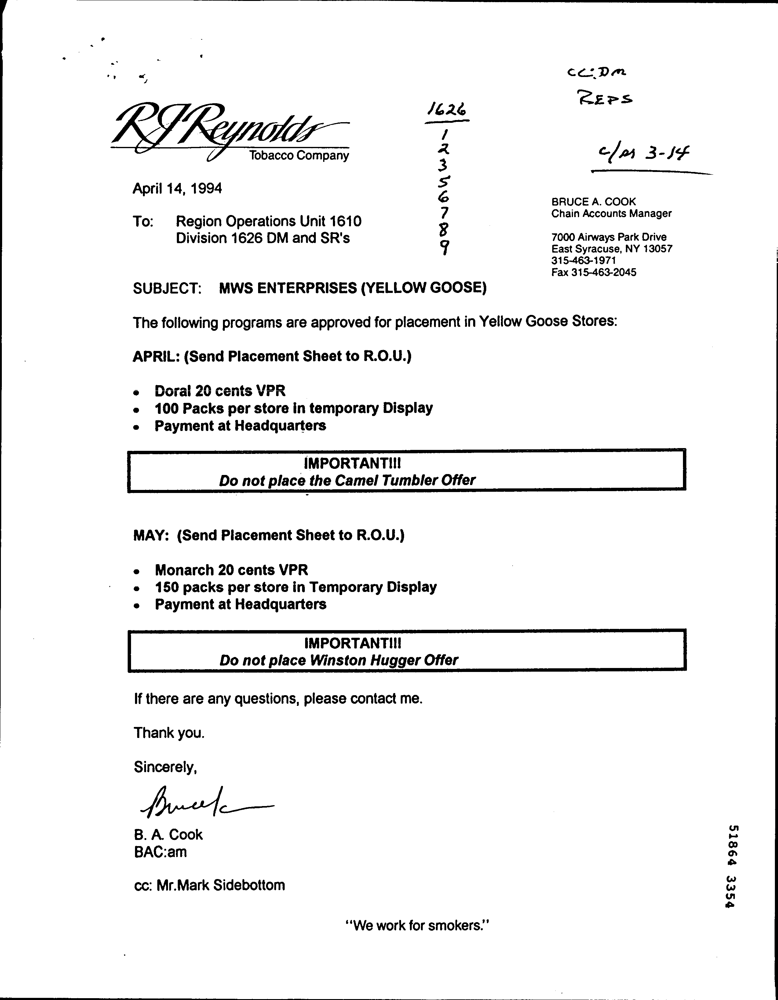 CC: DM
REPS
1626
RJReynolds
Tobacco Company
1
2
3
5
6
7
8
9
3-14
April 14, 1994
BRUCE A. COOK
Chain Accounts Manager
To: Region Operations Unit 1610
Division 1626 DM and SR's
7000 Airways Park Drive
East Syracuse, NY 13057
315-463-1971
Fax 315-463-2045
SUBJECT: MWS ENTERPRISES (YELLOW GOOSE)
The following programs are approved for placement in Yellow Goose Stores:
APRIL: (Send Placement Sheet to R.O.U.)
• Doral 20 cents VPR
• 100 Packs per store in temporary Display
• Payment at Headquarters
IMPORTANT!!!
Do not place the Camel Tumbler Offer
MAY: (Send Placement Sheet to R.O.U.)
• Monarch 20 cents VPR
• 150 packs per store in Temporary Display
• Payment at Headquarters
IMPORTANT!!!
Do not place Winston Hugger Offer
If there are any questions, please contact me.
Thank you.
Sincerely,
B. A. Cook
BAC:am
cc: Mr.Mark Sidebottom
"We work for smokers."
51864 3354